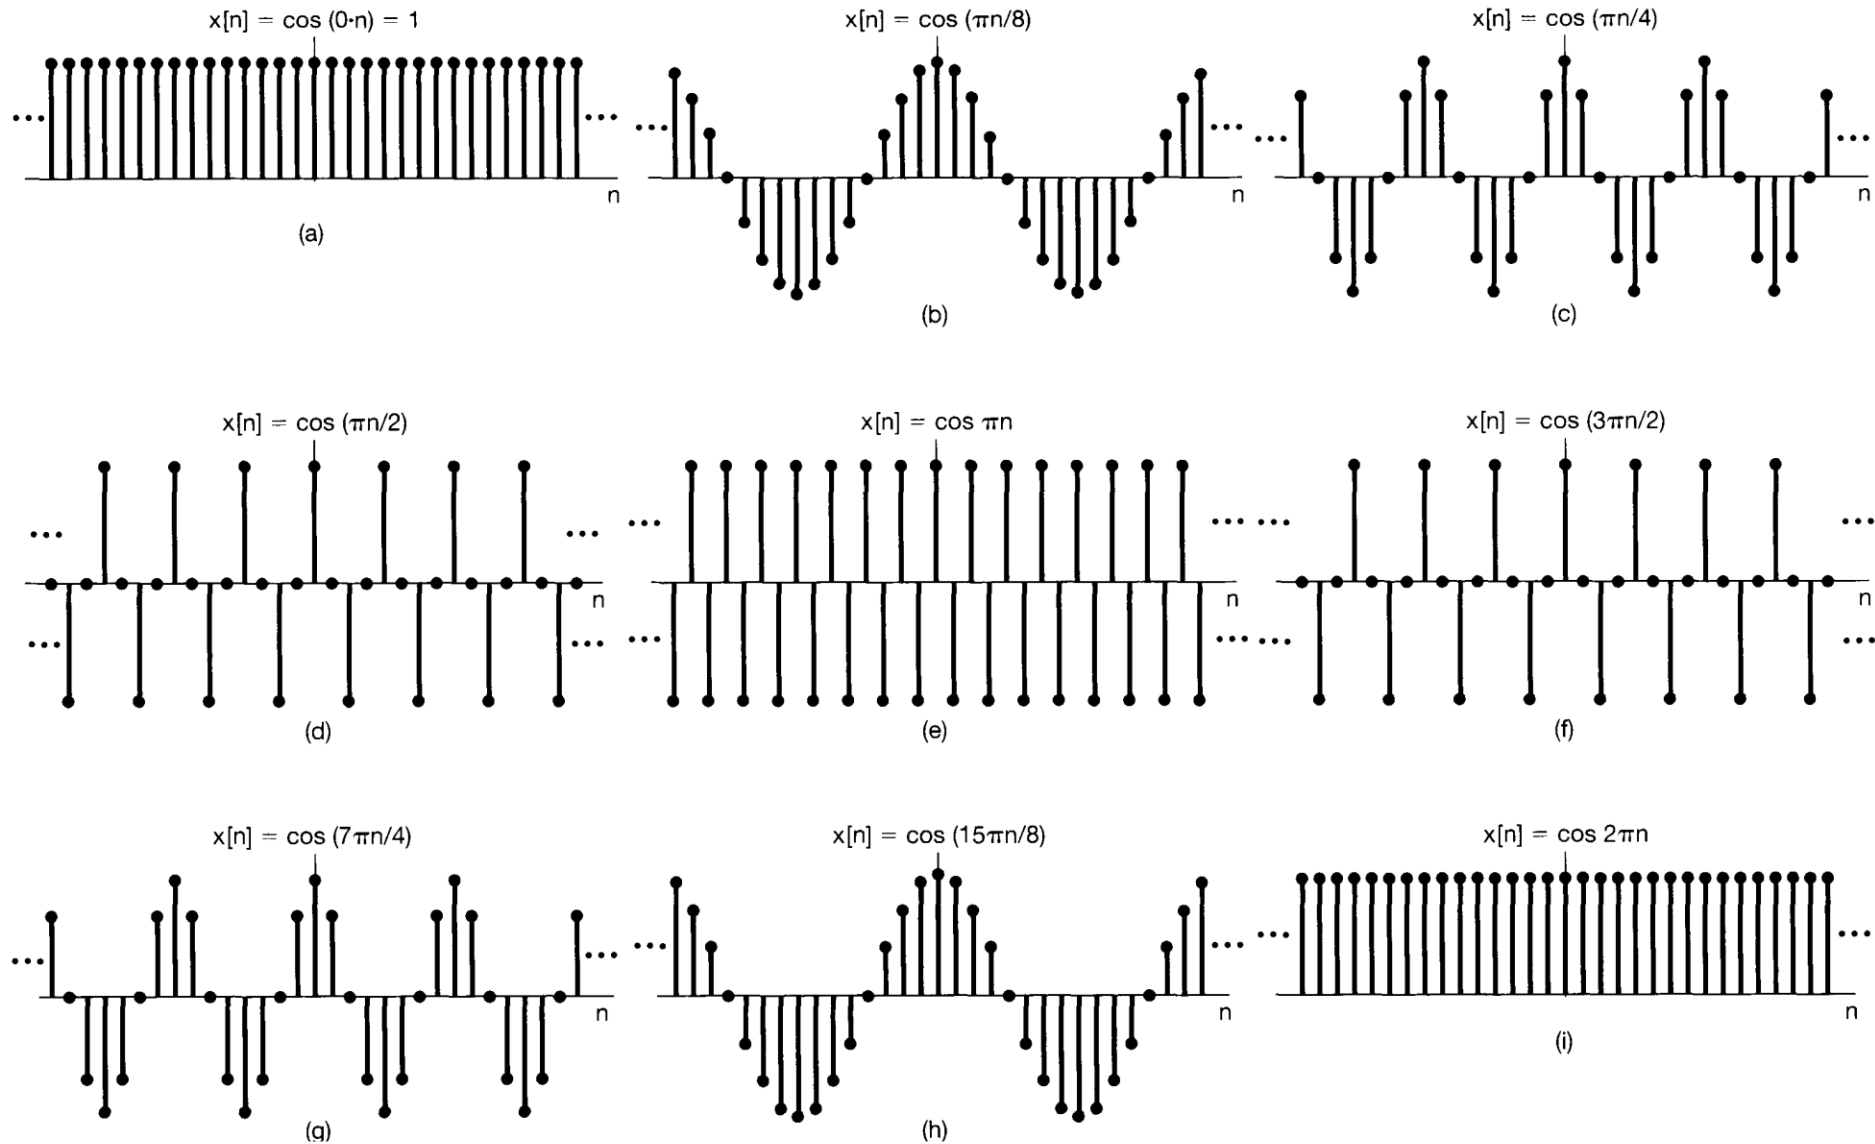 x[n] = cos (0·n) = 1
x[n] = cos (πn/8)
x[n] = cos (πn/4)
n
n
n
(a)
(b)
(c)
x[n] = cos (πn/2)
x[n] = cos πn
x[n] = cos (3πn/2)
n
n
n
(d)
(e)
(f)
x[n] = cos (7πn/4)
x[n] = cos (15πn/8)
x[n] = cos 2πn
n
n
n
(g)
(h)
(i)